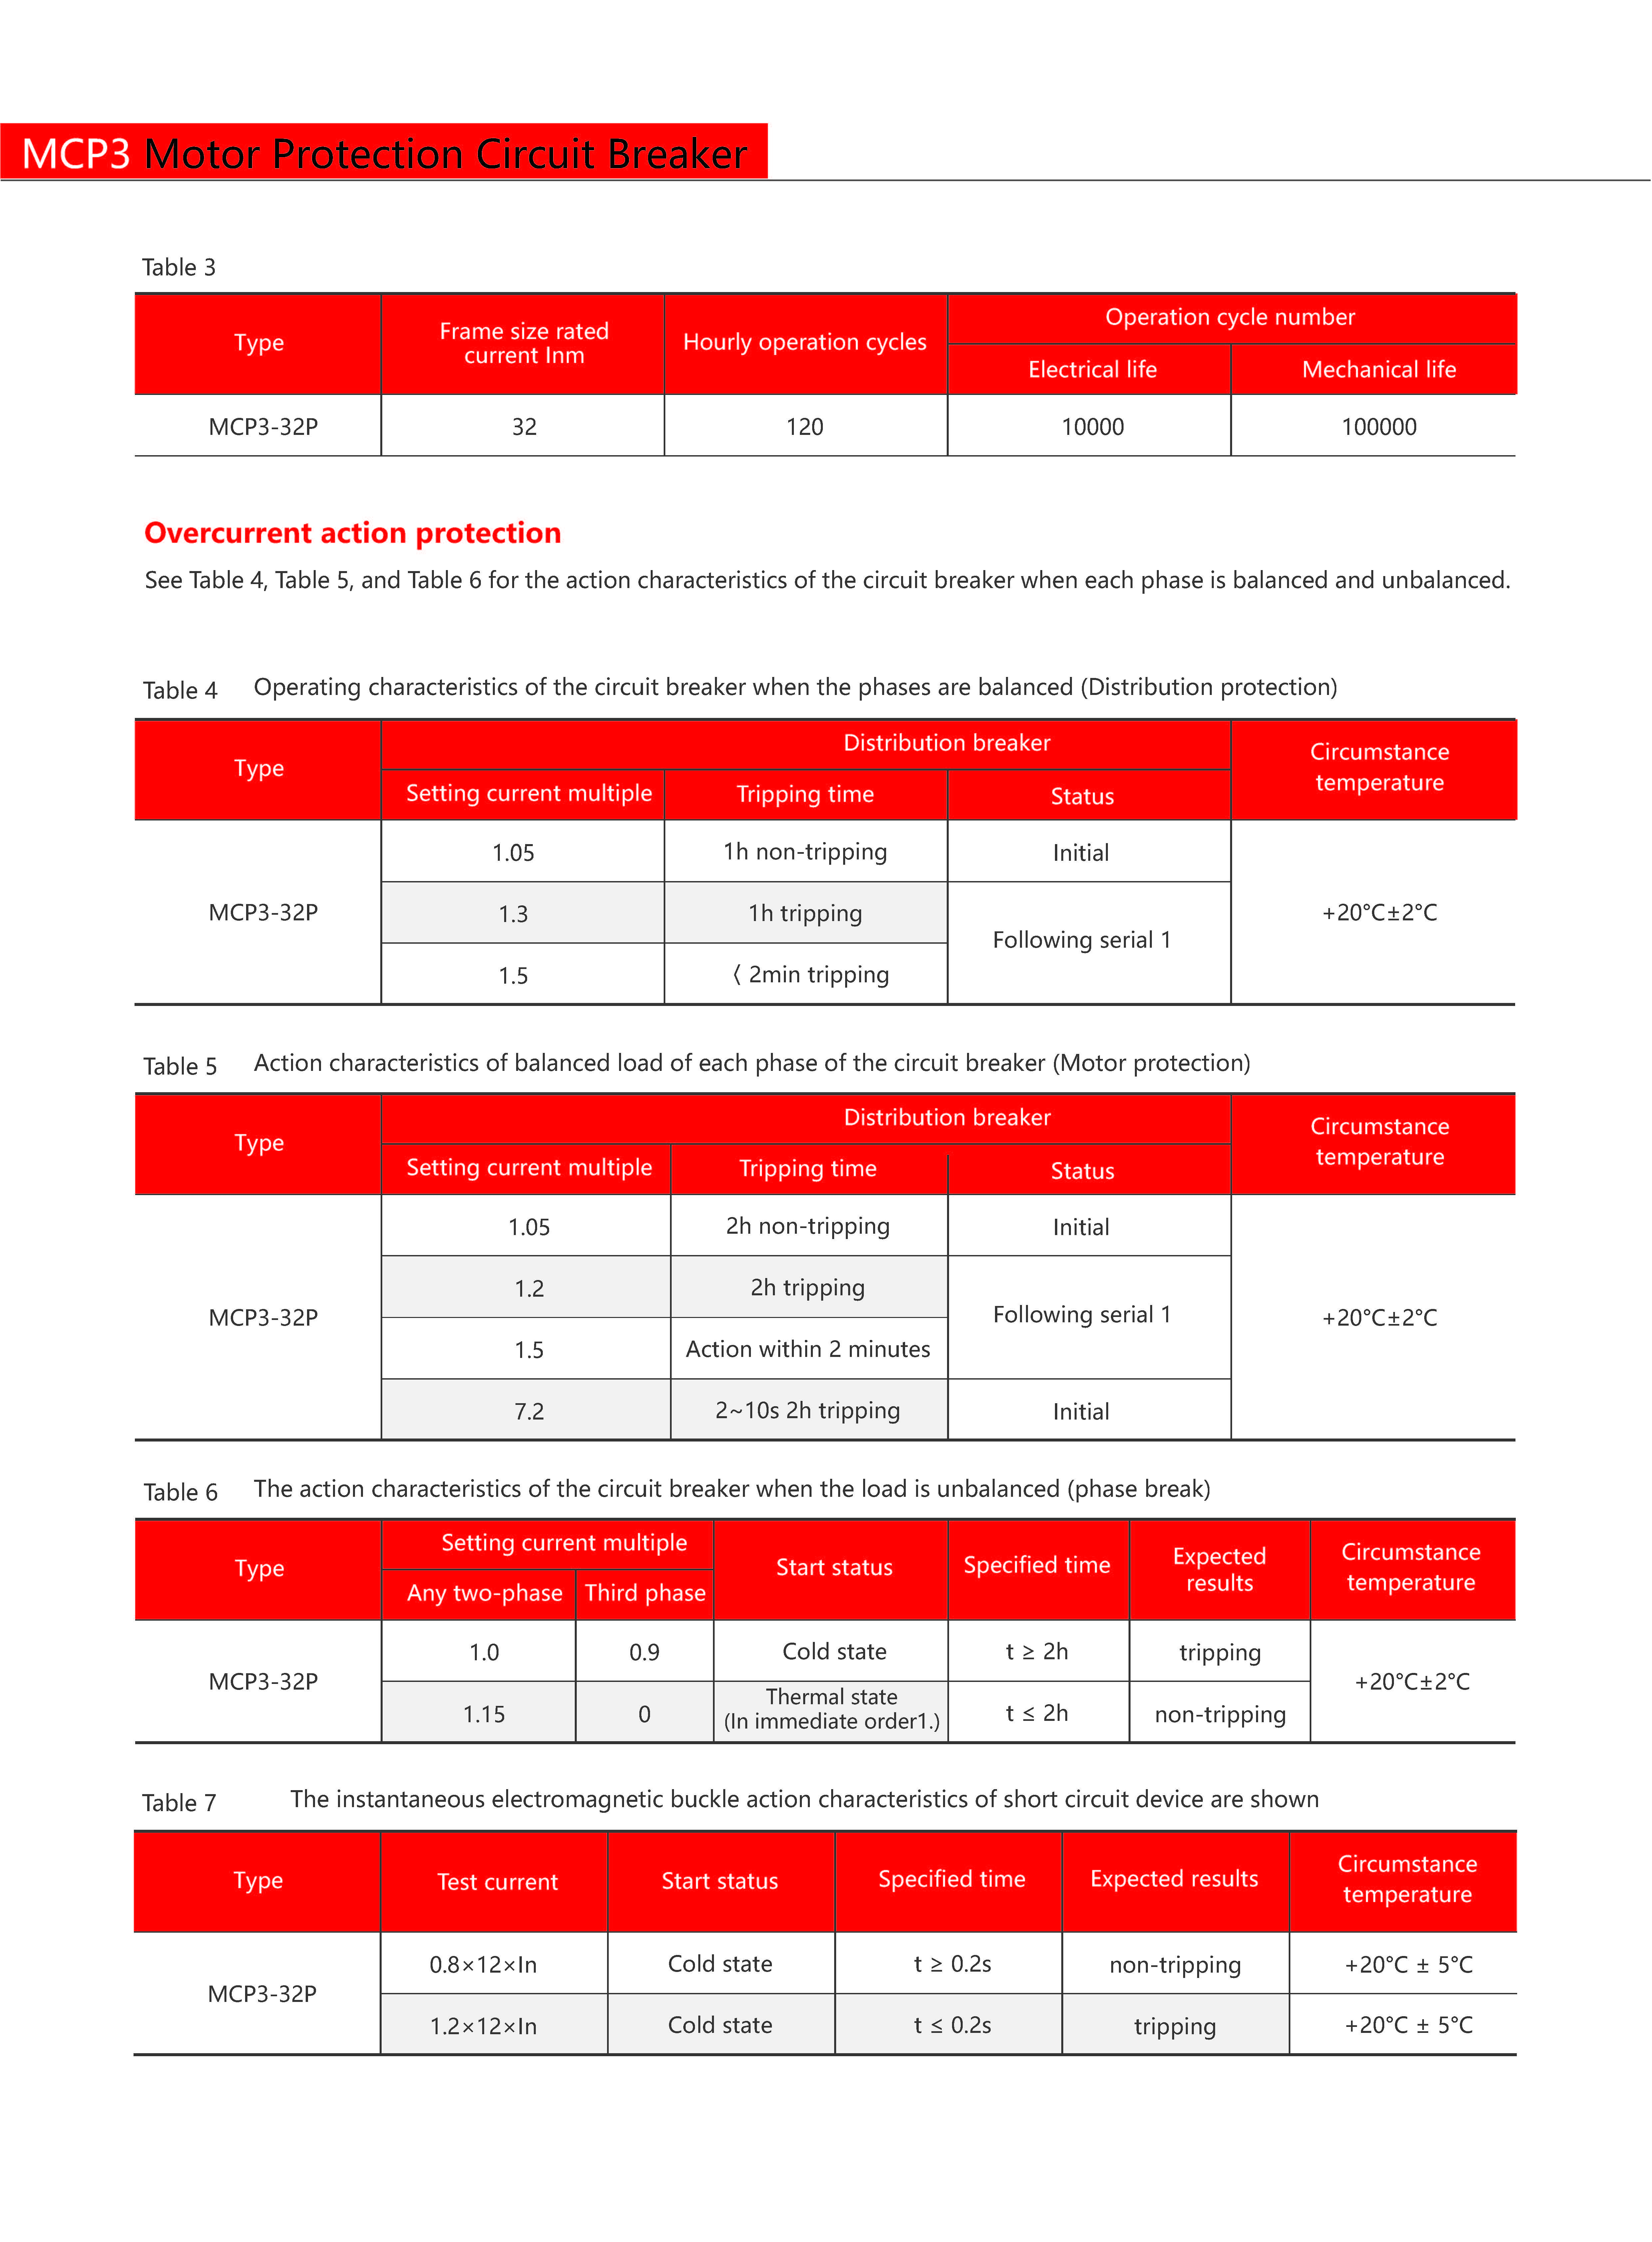 MCP3 Motor Protection Circuit Breaker
Table 3
Type
Frame size rated
current Inm
Hourly operation cycles
Operation cycle number
Electrical life
Mechanical life
MCP3-32P
32
120
10000
100000
Overcurrent action protection
See Table 4, Table 5, and Table 6 for the action characteristics of the circuit breaker when each phase is balanced and unbalanced.
Table 4 Operating characteristics of the circuit breaker when the phases are balanced (Distribution protection)
Type
Distribution breaker
Circumstance
temperature
Setting current multiple
Tripping time
Status
MCP3-32P
1.05
1h non-tripping
Initial
1.3
1h tripping
Following serial 1
1.5
〈 2min tripping
+20°C±2°C
Table 5 Action characteristics of balanced load of each phase of the circuit breaker (Motor protection)
Type
Distribution breaker
Circumstance
temperature
Setting current multiple
Tripping time
Status
MCP3-32P
1.05
2h non-tripping
Initial
1.2
2h tripping
Following serial 1
1.5
Action within 2 minutes
7.2
2~10s 2h tripping
Initial
+20°C±2°C
Table 6 The action characteristics of the circuit breaker when the load is unbalanced (phase break)
Type
Setting current multiple
Any two-phase
Third phase
Start status
Specified time
Expected
results
Circumstance
temperature
MCP3-32P
1.0
0.9
Cold state
t ≥ 2h
tripping
1.15
0
Thermal state
(In immediate order1.)
t ≤ 2h
non-tripping
+20°C±2°C
Table 7 The instantaneous electromagnetic buckle action characteristics of short circuit device are shown
Type
Test current
Start status
Specified time
Expected results
Circumstance
temperature
MCP3-32P
0.8×12×In
Cold state
t ≥ 0.2s
non-tripping
+20°C ± 5°C
1.2×12×In
Cold state
t ≤ 0.2s
tripping
+20°C ± 5°C